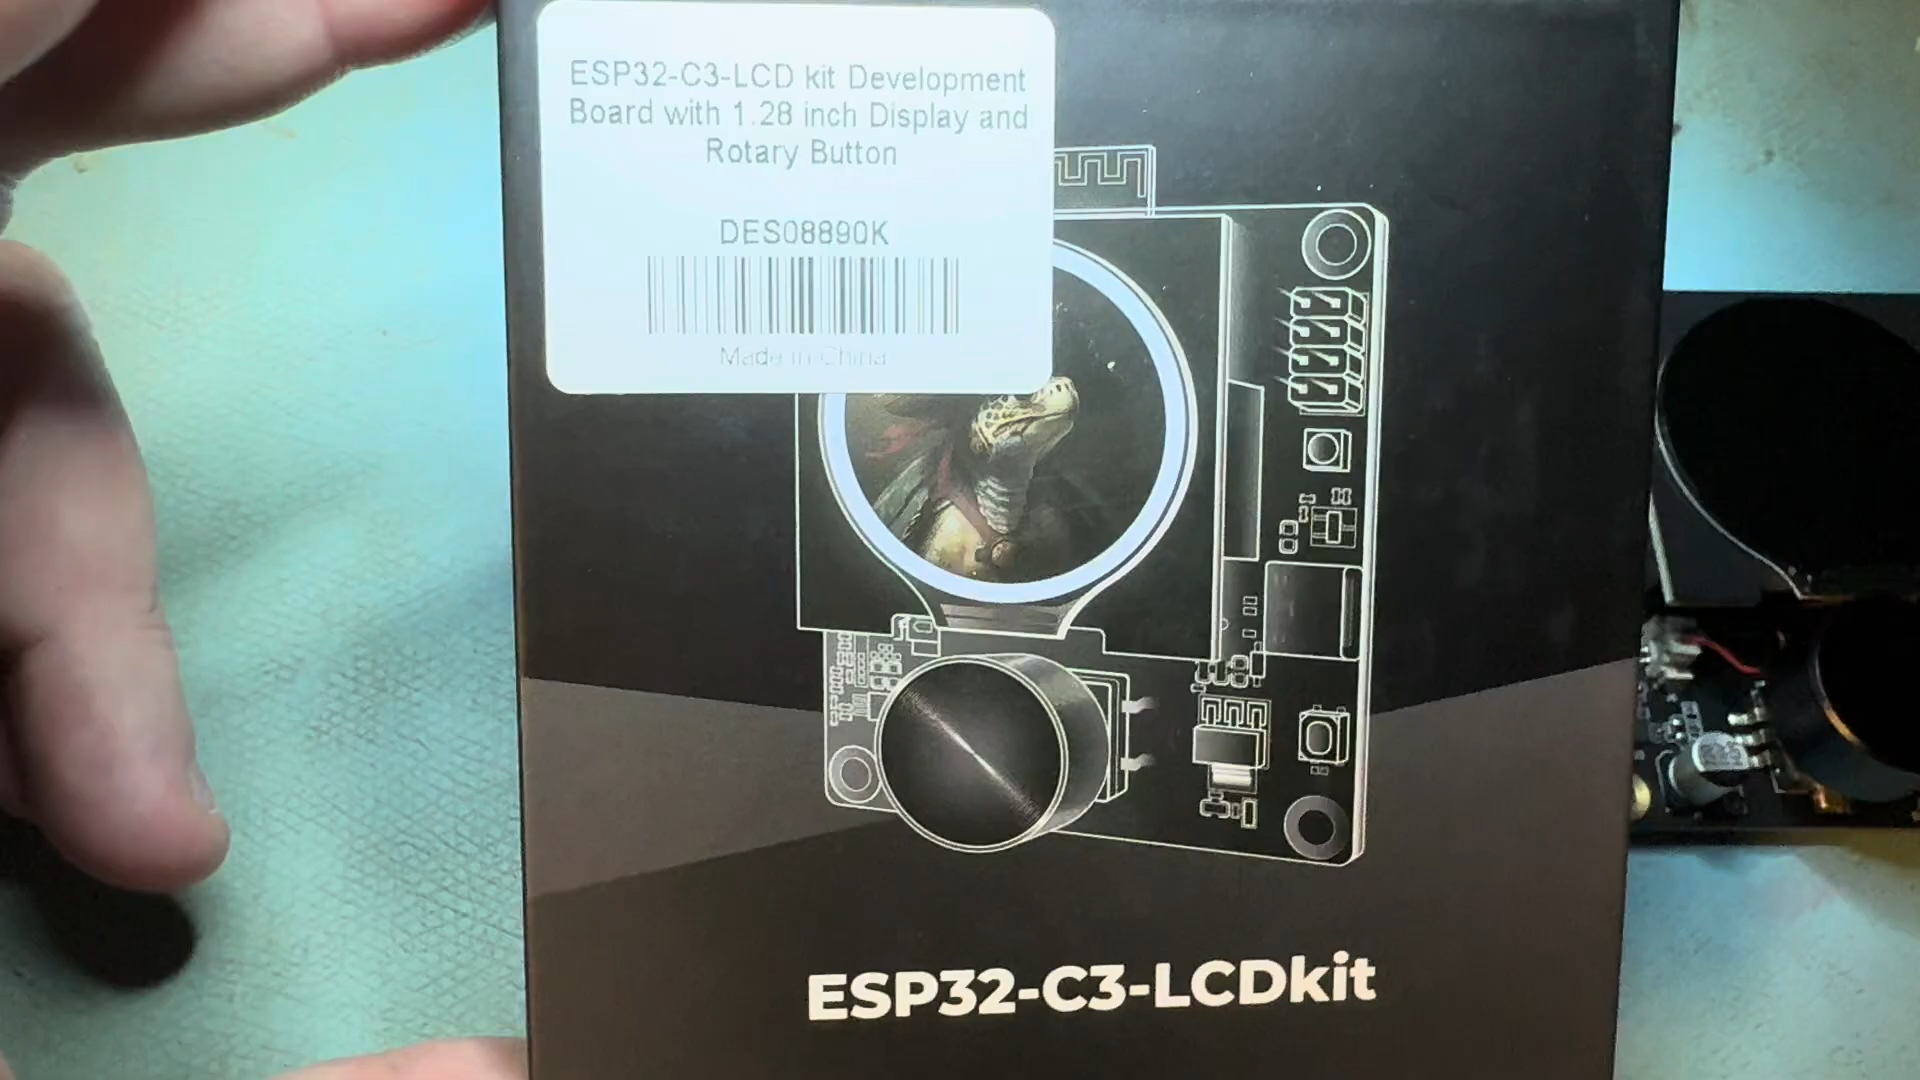 ESP32-C3-LCD kit Development
Board with 1.28 inch Display and
Rotary Button
DES08890K
Made in China
ESP32-C3-LCDkit